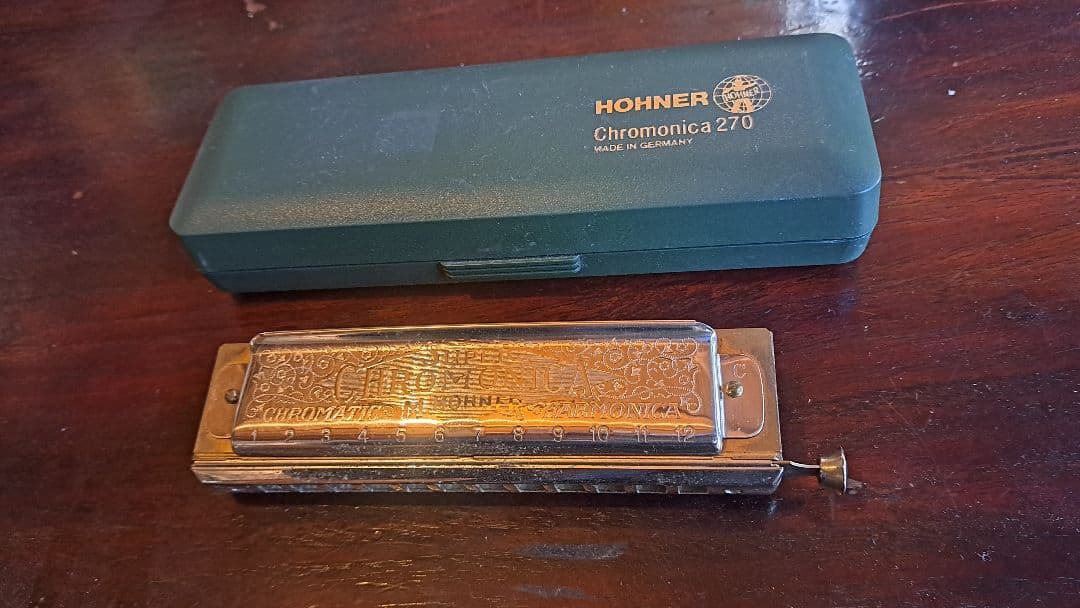 HOHNER
HOHNER
Chromonica 270
MADE IN GERMANY
SUPER
CHROMONICA
CHROMATIC M. HOHNER HARMONICA
1 2 3 4 5 6 7 8 9 10 11 12
C